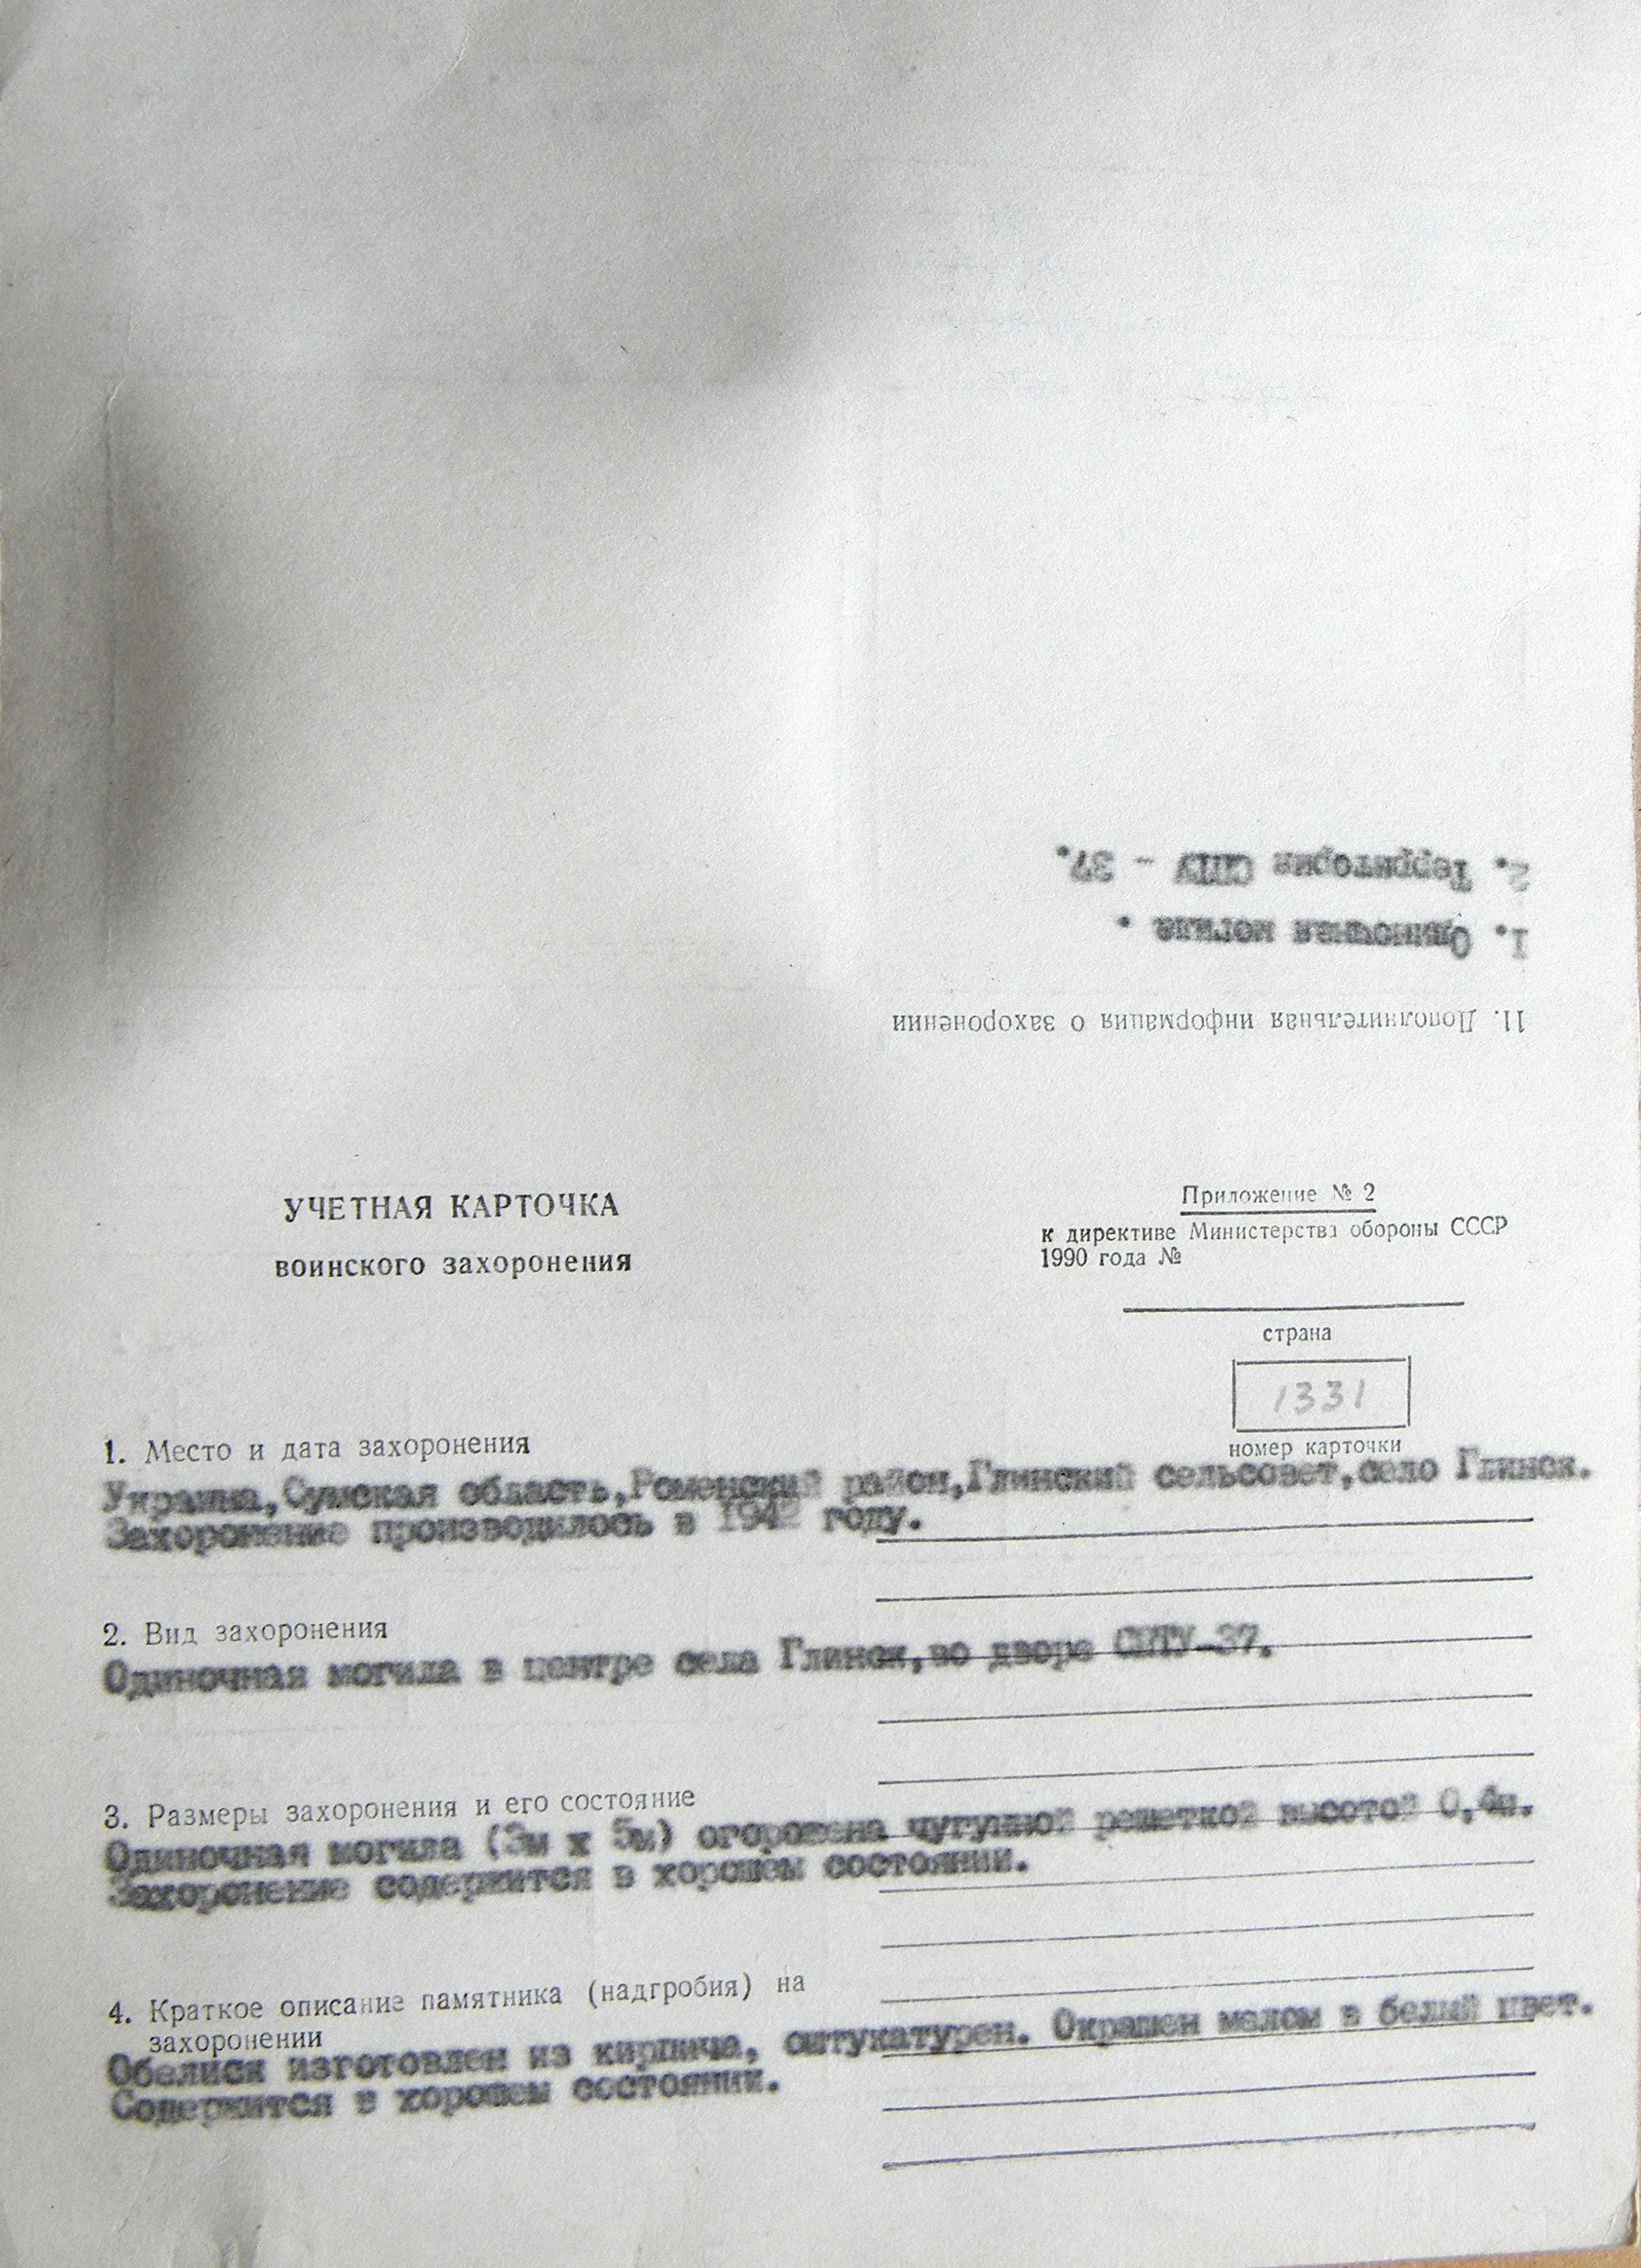 2. Территория СПТУ - 37.
1. Одиночная могила .
11. Дополнительная информация о захоронении
УЧЕТНАЯ КАРТОЧКА
воинского захоронения
Приложение № 2
к директиве Министерства обороны СССР
1990 года №
страна
1331
номер карточки
1. Место и дата захоронения
Украина,Сумская область,Роменский район,Глинский сельсовет,село Глинск.
Захоронение производилось в 1942 году.
2. Вид захоронения
Одиночная могила в центре села Глинск,во дворе СПТУ-37.
3. Размеры захоронения и его состояние
Одиночная могила (3м х 5м) огорожена чугунной решеткой высотой 0,4м.
Захоронение содержится в хорошем состоянии.
4. Краткое описание памятника (надгробия) на
захоронении
Обелиск изготовлен из кирпича, оштукатурен. Окрашен мелом в белый цвет.
Содержится в хорошем состоянии.